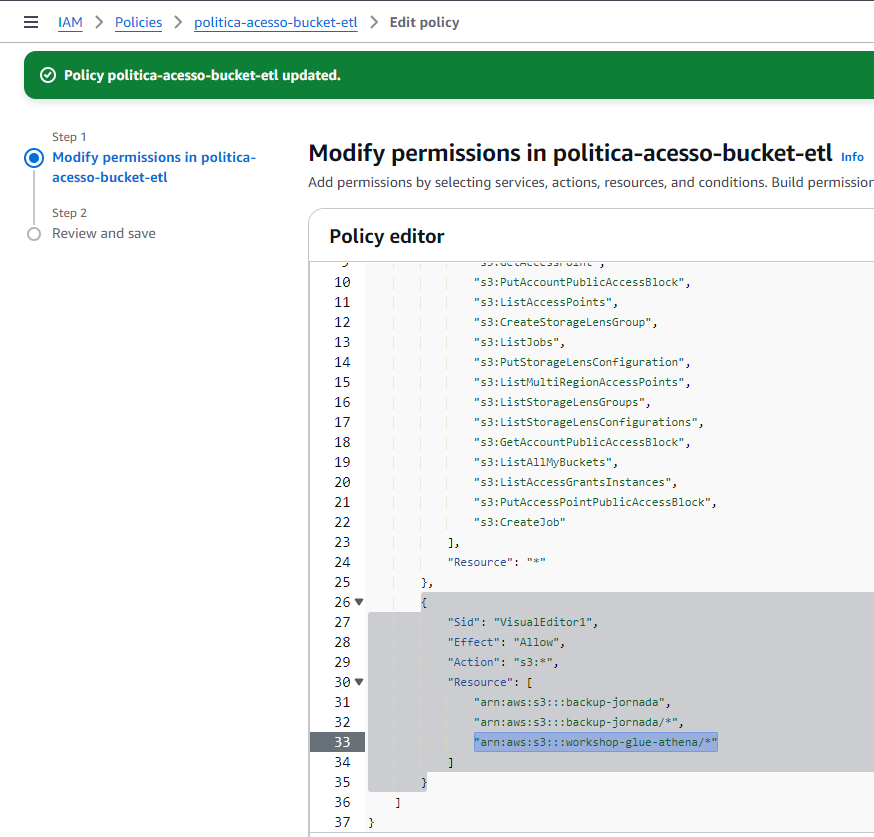 IAM > Policies > politica-acesso-bucket-etl > Edit policy
Policy politica-acesso-bucket-etl updated.
Step 1
Modify permissions in politica-
acesso-bucket-etl
Step 2
Review and save
Modify permissions in politica-acesso-bucket-etl Info
Add permissions by selecting services, actions, resources, and conditions. Build permission
Policy editor
9 "s3:GetAccessPoint",
10 "s3:PutAccountPublicAccessBlock",
11 "s3:ListAccessPoints",
12 "s3:CreateStorageLensGroup",
13 "s3:ListJobs",
14 "s3:PutStorageLensConfiguration",
15 "s3:ListMultiRegionAccessPoints",
16 "s3:ListStorageLensGroups",
17 "s3:ListStorageLensConfigurations",
18 "s3:GetAccountPublicAccessBlock",
19 "s3:ListAllMyBuckets",
20 "s3:ListAccessGrantsInstances",
21 "s3:PutAccessPointPublicAccessBlock",
22 "s3:CreateJob"
23 ],
24 "Resource": "*"
25 },
26 {
27 "Sid": "VisualEditor1",
28 "Effect": "Allow",
29 "Action": "s3:*",
30 "Resource": [
31 "arn:aws:s3:::backup-jornada",
32 "arn:aws:s3:::backup-jornada/*",
33 "arn:aws:s3:::workshop-glue-athena/*"
34 ]
35 }
36 ]
37 }